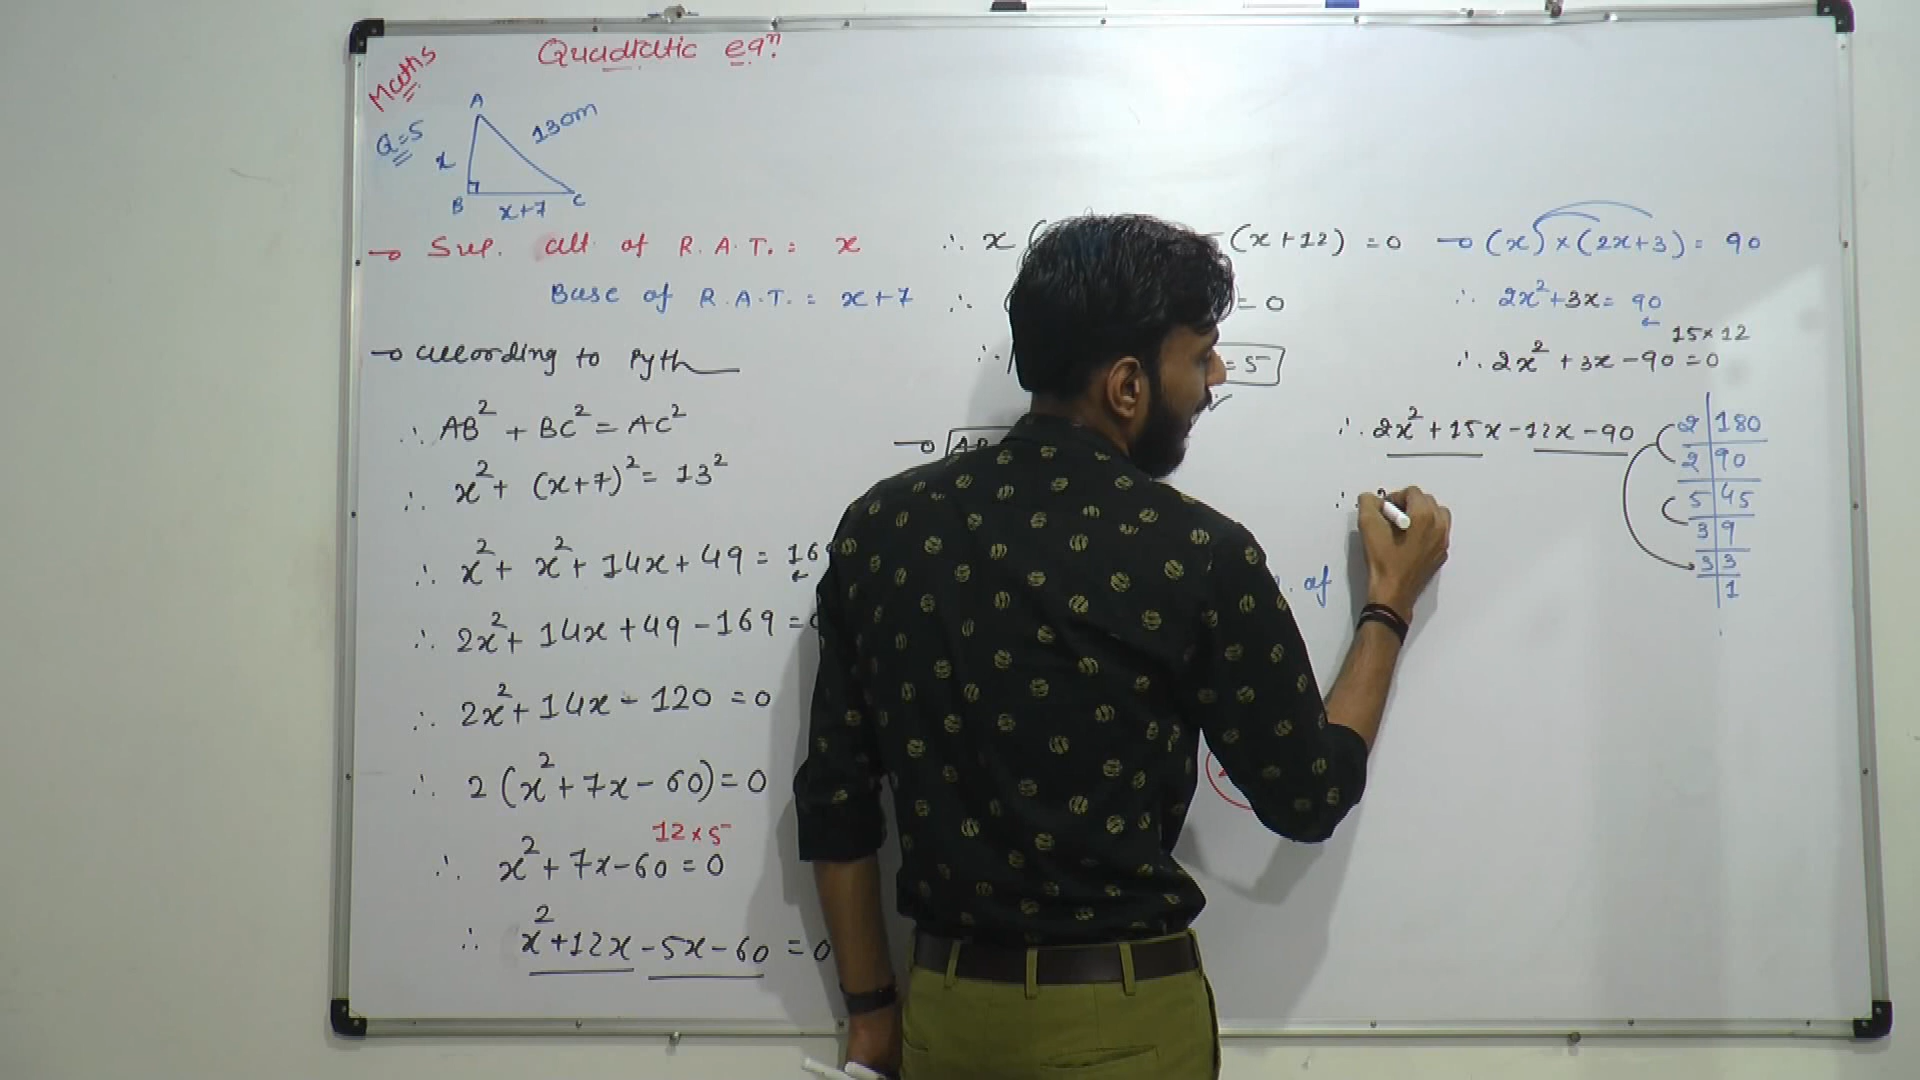 Maths
Quadratic eqn.
Q=5
A
13cm
x
B
x+7
C
→ Sup. alt. of R.A.T. = x
Base of R.A.T. = x+7
→ according to Pyth
∴ AB² + BC² = AC²
∴ x² + (x+7)² = 13²
∴ x² + x² + 14x + 49 = 16
∴ 2x² + 14x + 49 - 169 =
∴ 2x² + 14x - 120 = 0
∴ 2(x² + 7x - 60) = 0
12 × 5
∴ x² + 7x - 60 = 0
∴ x² + 12x - 5x - 60 = 0
∴ x( (x+12) = 0
∴ ( = 0
∴ = 5
→ AB
of
→ (x) × (2x+3) = 90
∴ 2x² + 3x = 90
15 × 12
∴ 2x² + 3x - 90 = 0
∴ 2x² + 15x - 12x - 90
∴
2 | 180
2 | 90
5 | 45
3 | 9
3 | 3
1